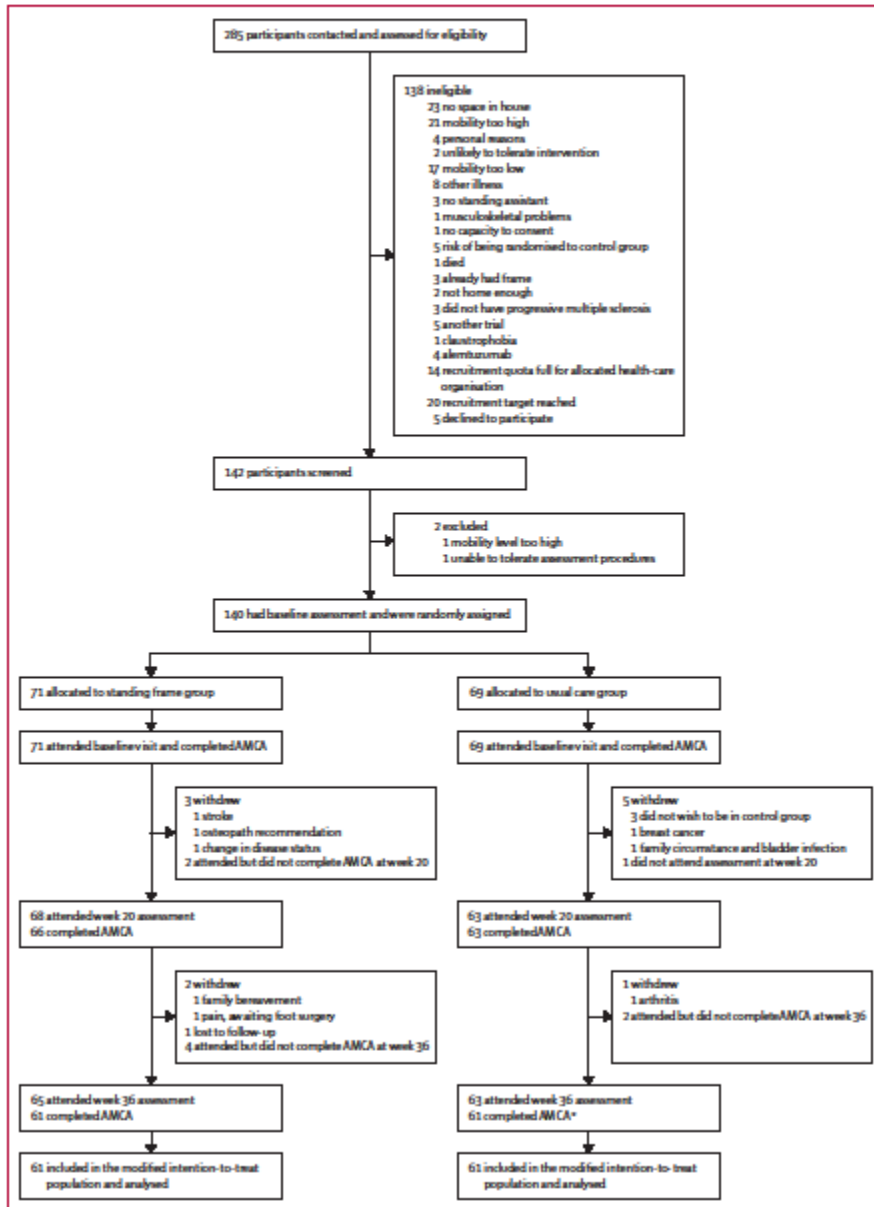 285 participants contacted and assessed for eligibility
138 ineligible
23 no space in house
21 mobility too high
4 personal reasons
2 unlikely to tolerate intervention
17 mobility too low
8 other illness
3 no standing assistant
1 musculoskeletal problems
1 no capacity to consent
5 risk of being randomised to control group
1 died
3 already had frame
2 not home enough
3 did not have progressive multiple sclerosis
5 another trial
1 claustrophobia
4 alemtuzumab
14 recruitment quota full for allocated health-care
organisation
20 recruitment target reached
5 declined to participate
142 participants screened
2 excluded
1 mobility level too high
1 unable to tolerate assessment procedures
140 had baseline assessment and were randomly assigned
71 allocated to standing frame group
69 allocated to usual care group
71 attended baseline visit and completed AMCA
69 attended baseline visit and completed AMCA
3 withdrew
1 stroke
1 osteopath recommendation
1 change in disease status
2 attended but did not complete AMCA at week 20
5 withdrew
3 did not wish to be in control group
1 breast cancer
1 family circumstance and bladder infection
1 did not attend assessment at week 20
68 attended week 20 assessment
66 completed AMCA
63 attended week 20 assessment
63 completed AMCA
2 withdrew
1 family bereavement
1 pain, awaiting foot surgery
1 lost to follow-up
4 attended but did not complete AMCA at week 36
1 withdrew
1 arthritis
2 attended but did not complete AMCA at week 36
65 attended week 36 assessment
61 completed AMCA
63 attended week 36 assessment
61 completed AMCA*
61 included in the modified intention-to-treat
population and analysed
61 included in the modified intention-to-treat
population and analysed